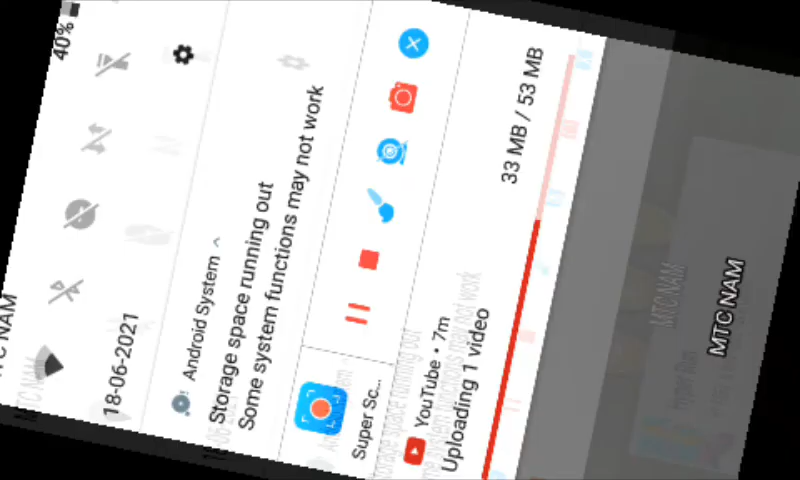 40%
18-06-2021
Android System ^
Storage space running out
Some system functions may not work
Super Sc...
YouTube • 7m
Uploading 1 video
33 MB / 53 MB
MTC NAM
MTC NAM